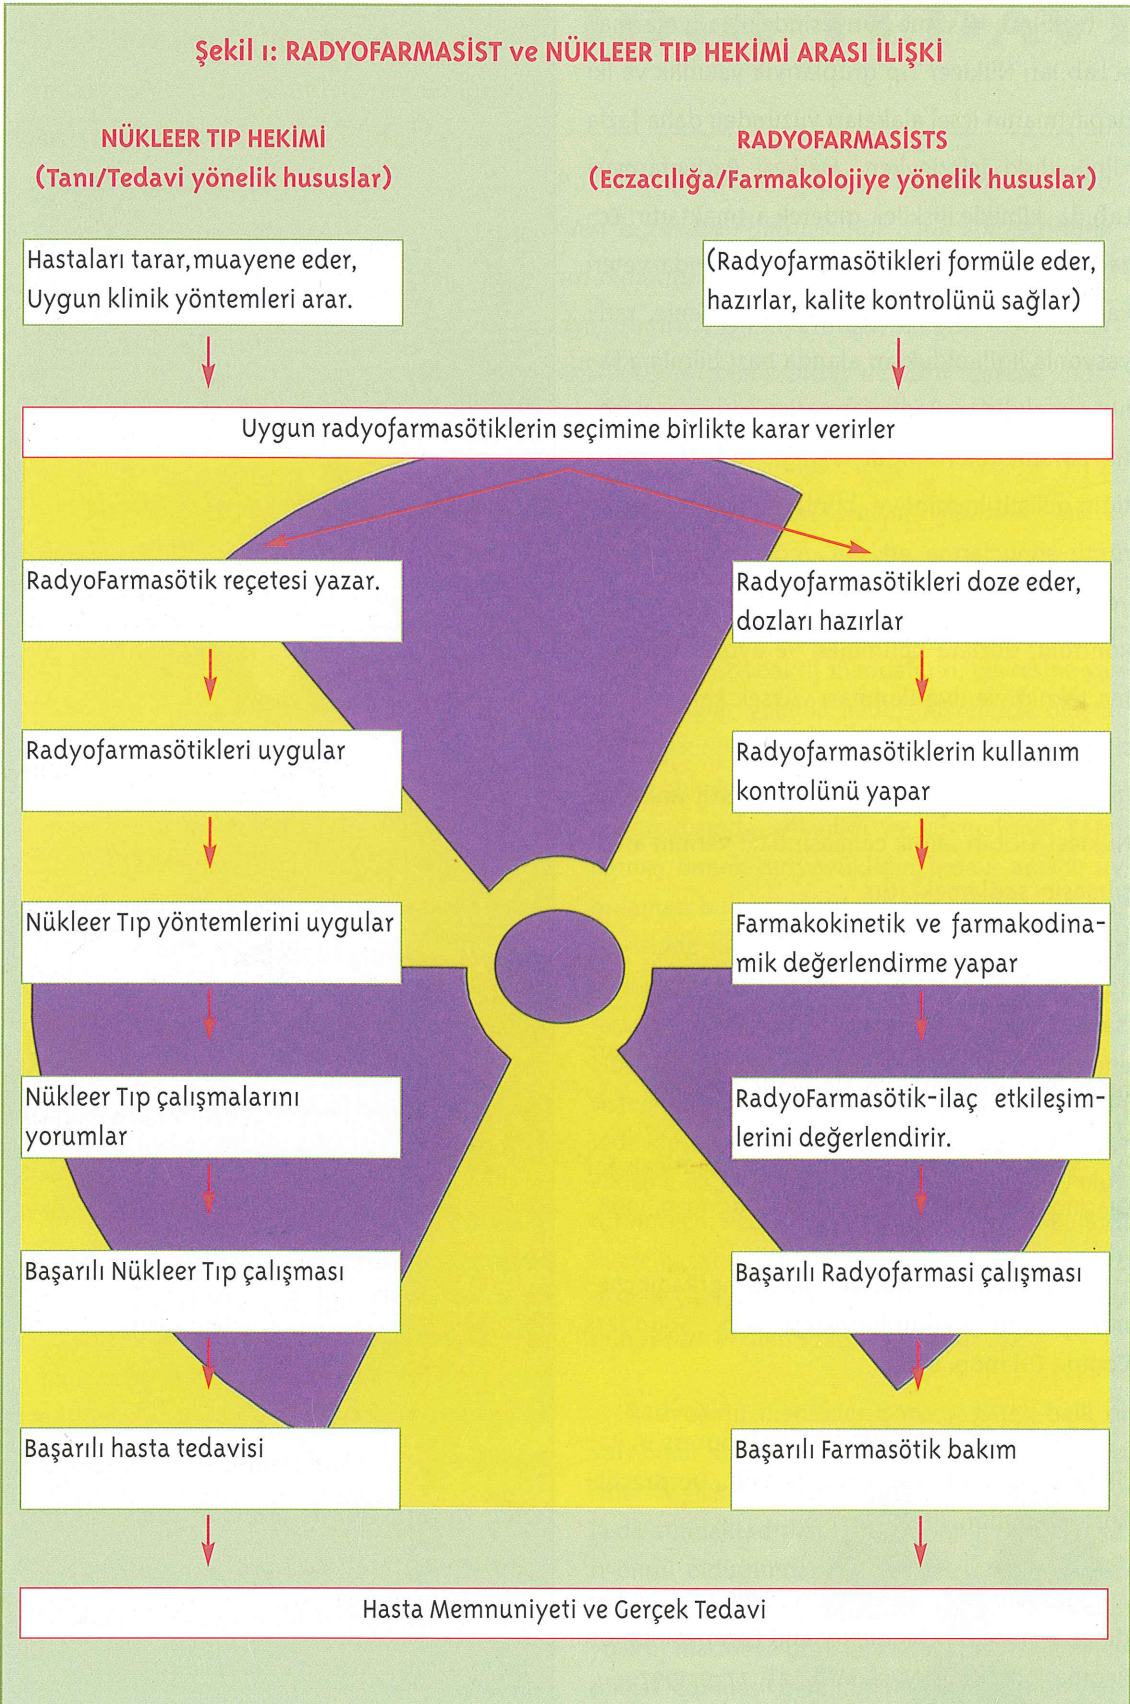 Şekil 1: RADYOFARMASİST ve NÜKLEER TIP HEKİMİ ARASI İLİŞKİ
NÜKLEER TIP HEKİMİ
(Tanı/Tedavi yönelik hususlar)
RADYOFARMASİSTS
(Eczacılığa/Farmakolojiye yönelik hususlar)
Hastaları tarar,muayene eder,
Uygun klinik yöntemleri arar.
(Radyofarmasötikleri formüle eder,
hazırlar, kalite kontrolünü sağlar)
Uygun radyofarmasötiklerin seçimine birlikte karar verirler
RadyoFarmasötik reçetesi yazar.
Radyofarmasötikleri doze eder,
dozları hazırlar
Radyofarmasötikleri uygular
Radyofarmasötiklerin kullanım
kontrolünü yapar
Nükleer Tıp yöntemlerini uygular
Farmakokinetik ve farmakodina-
mik değerlendirme yapar
Nükleer Tıp çalışmalarını
yorumlar
RadyoFarmasötik-ilaç etkileşim-
lerini değerlendirir.
Başarılı Nükleer Tıp çalışması
Başarılı Radyofarmasi çalışması
Başarılı hasta tedavisi
Başarılı Farmasötik bakım
Hasta Memnuniyeti ve Gerçek Tedavi